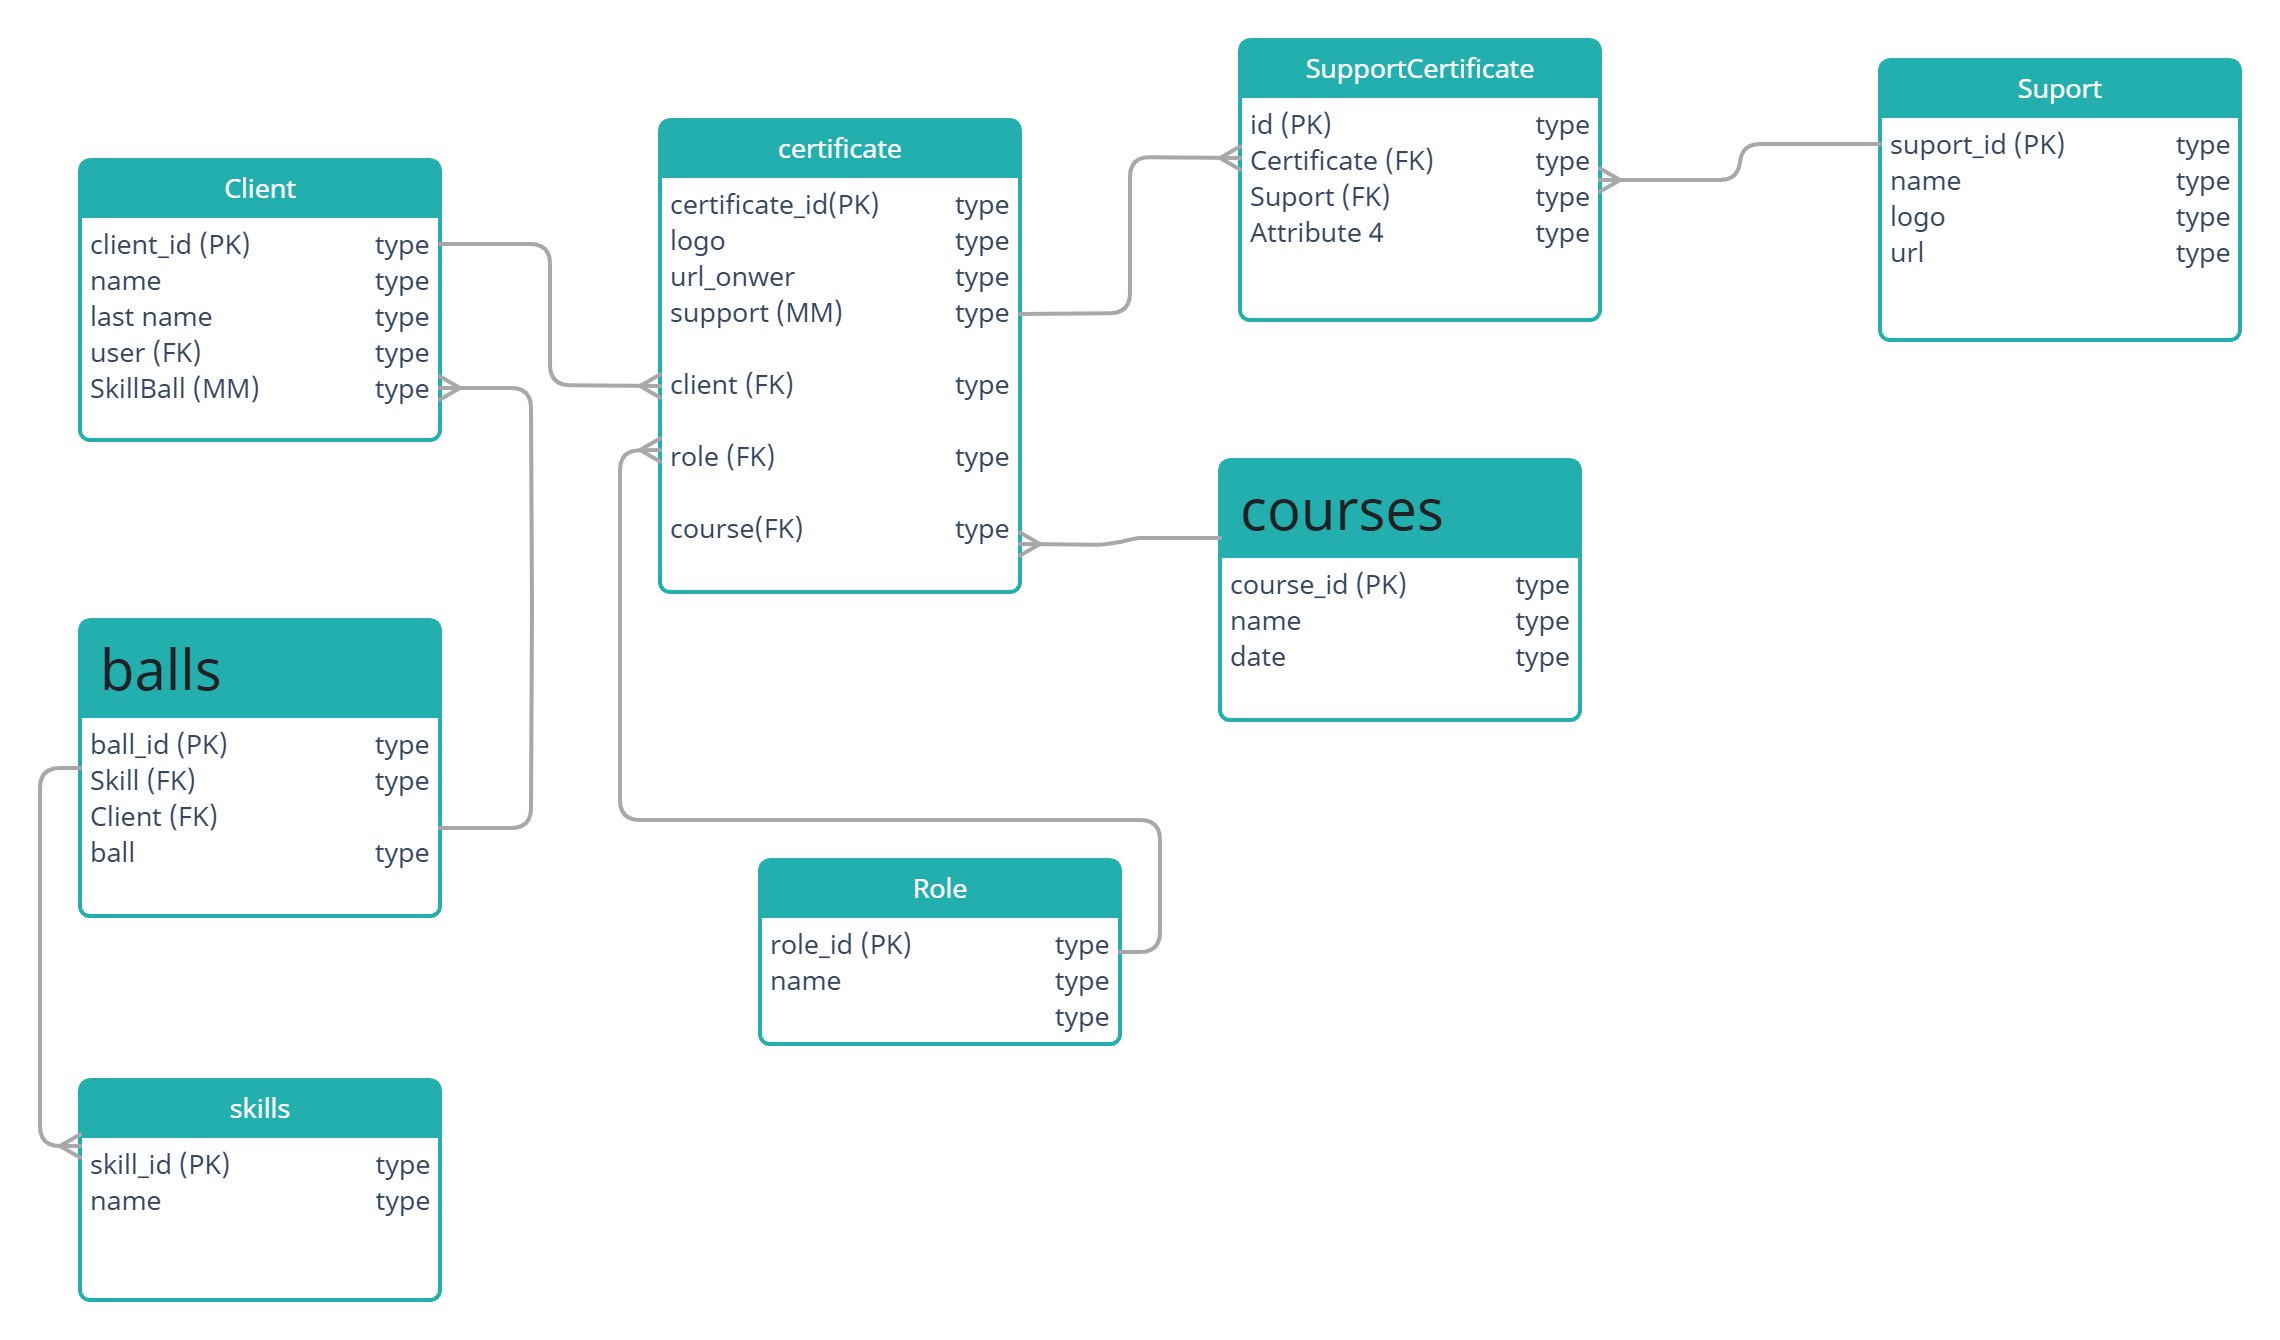 SupportCertificate
id (PK) type
Certificate (FK) type
Suport (FK) type
Attribute 4 type
Suport
suport_id (PK) type
name type
logo type
url type
certificate
certificate_id(PK) type
logo type
url_onwer type
support (MM) type
client (FK) type
role (FK) type
course(FK) type
Client
client_id (PK) type
name type
last name type
user (FK) type
SkillBall (MM) type
courses
course_id (PK) type
name type
date type
balls
ball_id (PK) type
Skill (FK) type
Client (FK)
ball type
Role
role_id (PK) type
name type
type
skills
skill_id (PK) type
name type